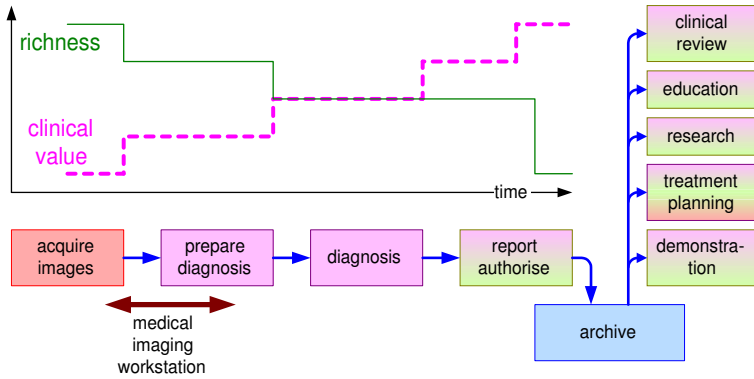 richness
clinical
value
time
acquire
images
prepare
diagnosis
diagnosis
report
authorise
medical
imaging
workstation
archive
clinical
review
education
research
treatment
planning
demonstra-
tion